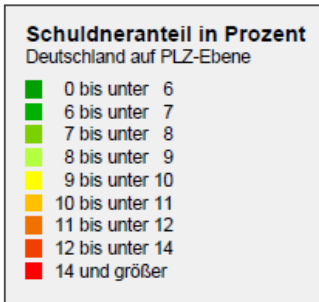 Schuldneranteil in Prozent
Deutschland auf PLZ-Ebene
0 bis unter 6
6 bis unter 7
7 bis unter 8
8 bis unter 9
9 bis unter 10
10 bis unter 11
11 bis unter 12
12 bis unter 14
14 und größer